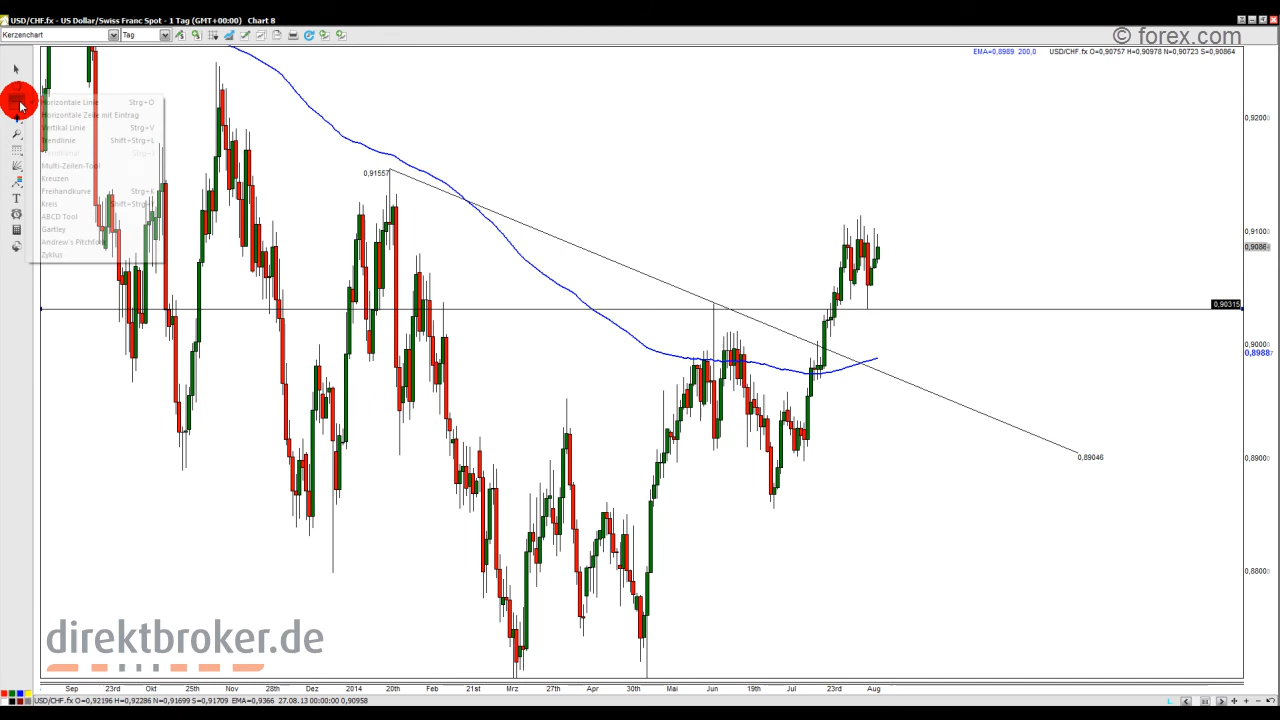 USD/CHF.fx - US Dollar/Swiss Franc Spot - 1 Tag (GMT+00:00) Chart 8
Kerzenchart
Tag
© forex.com
EMA=0,8989 200,0 USD/CHF.fx O=0,90757 H=0,90978 N=0,90723 S=0,90864
Horizontale Linie Strg+O
Horizontale Zeile mit Eintrag
Vertikal Linie Strg+V
Trendlinie Shift+Strg+L
Multi-Zeilen-Tool
Kreuzen
Freihandkurve Strg+K
Kreis Shift+Strg+
ABCD Tool
Gartley
Andrew's Pitchfork
Zyklus
T
0,91557
0,89046
0,9200
0,9100
0,9086
0,90315
0,9000
0,8988
0,8900
0,8800
direktbroker.de
Sep 23rd Okt 25th Nov 28th Dez 2014 20th Feb 21st Mrz 27th Apr 30th Mai Jun 19th Jul 23rd Aug
USD/CHF.fx O=0,92196 H=0,92286 N=0,91699 S=0,91709 EMA=0,9366 27.08.13 00:00:00 0,90958
L